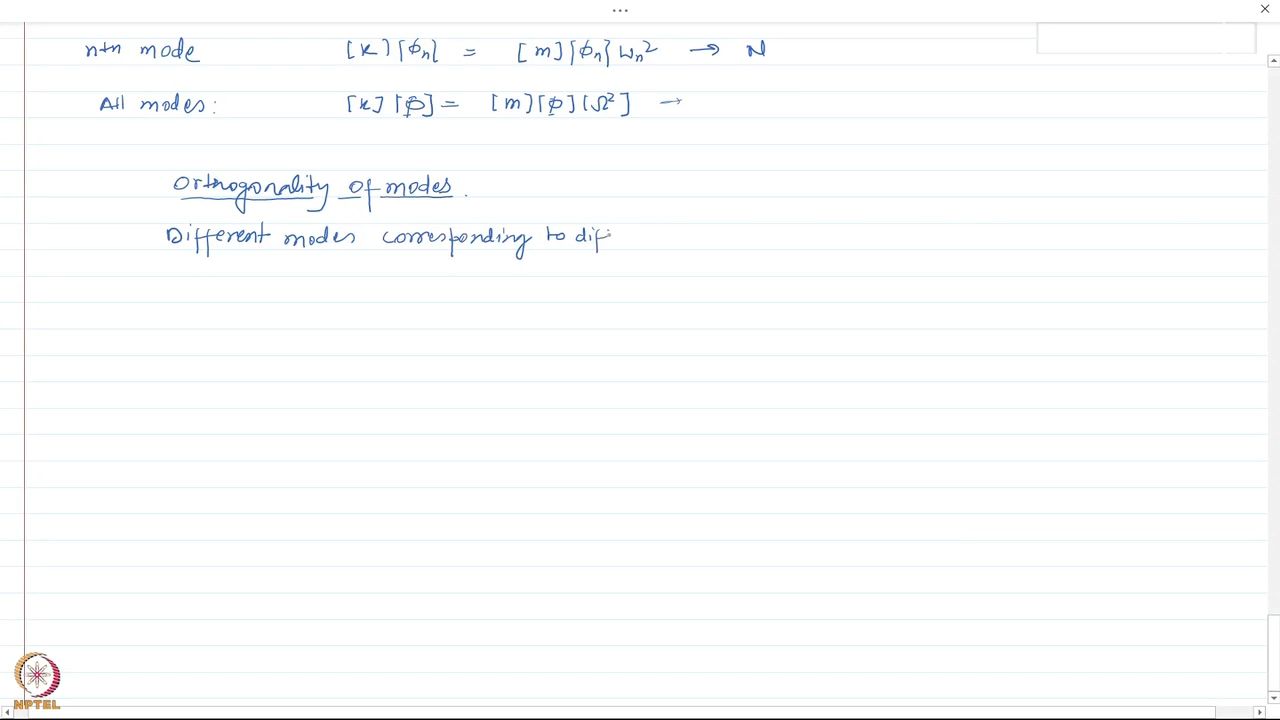 nth mode [k]{ϕn} = [m]{ϕn}ωn² → N
All modes: [k][Φ] = [m][Φ][Ω²] →
Orthogonality of modes.
Different modes corresponding to dif
NPTEL